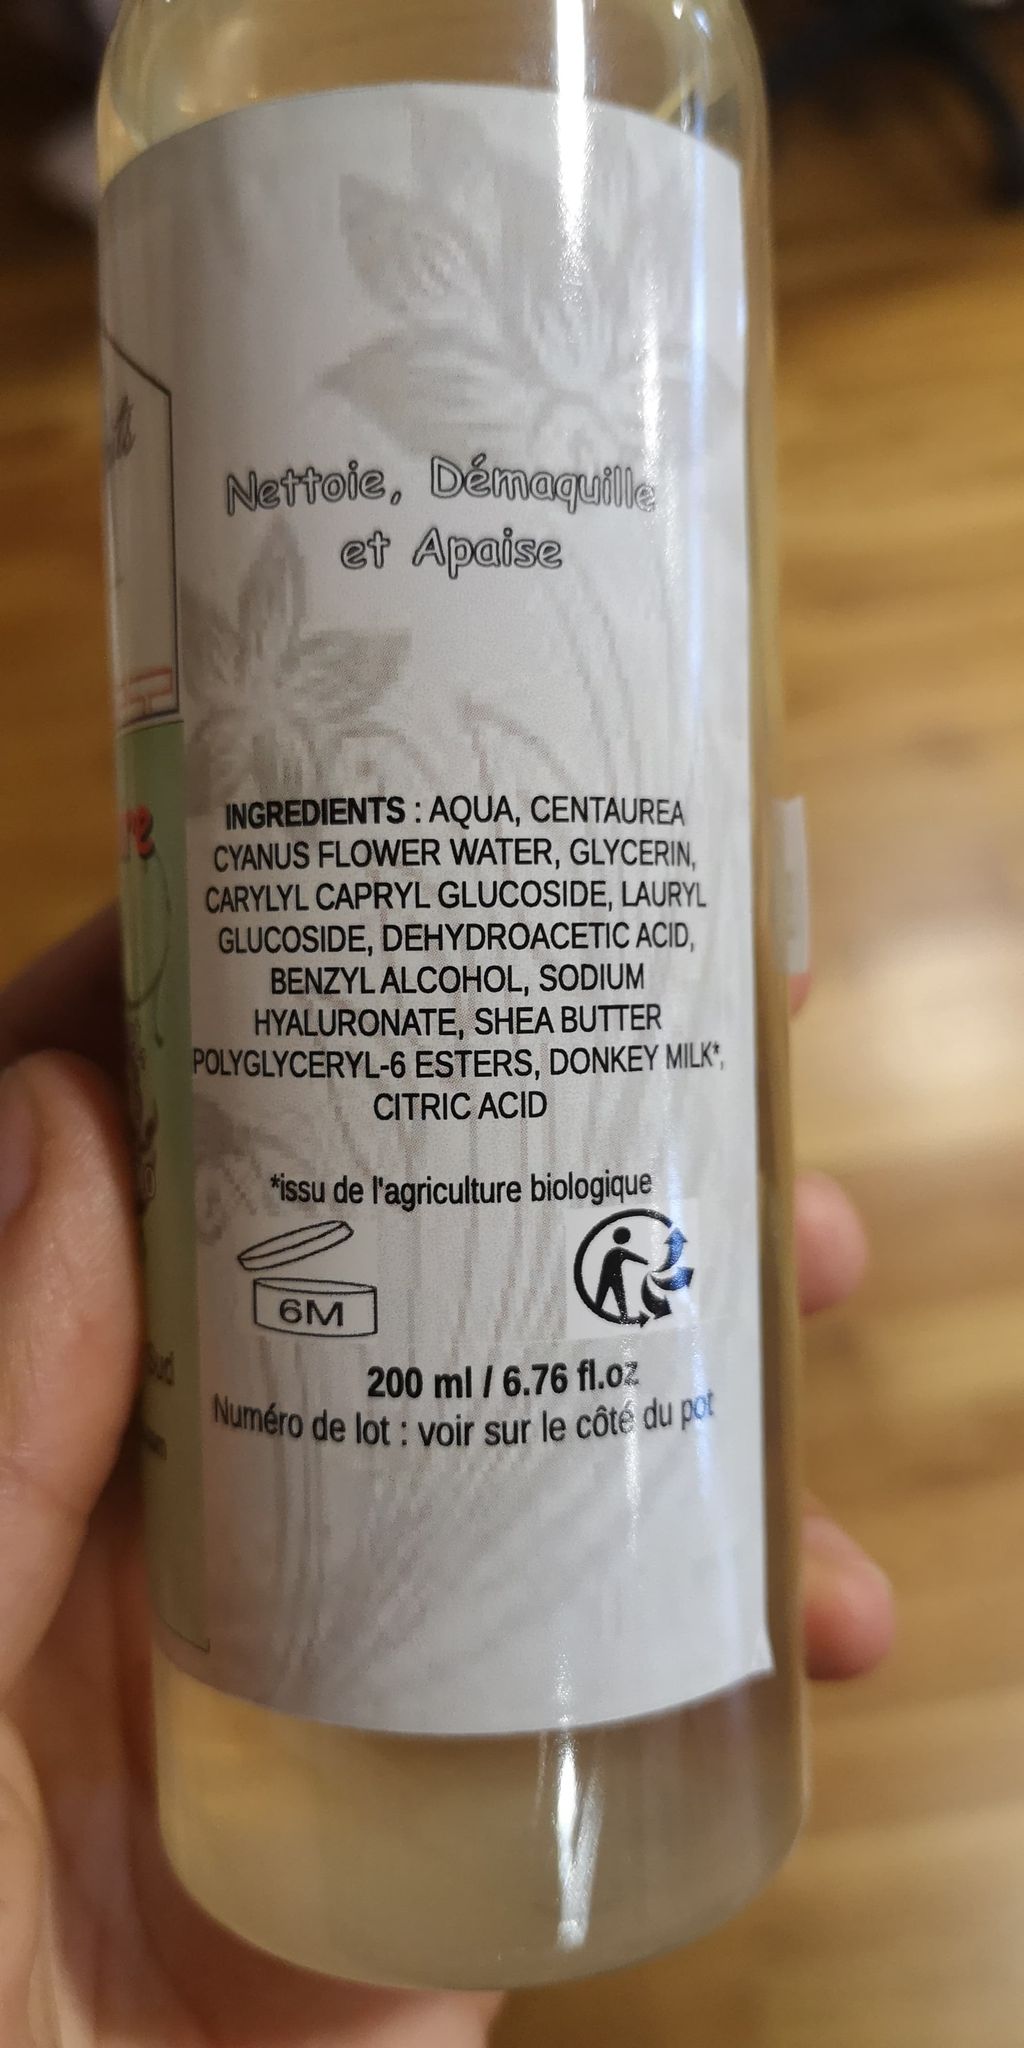 Nettoie, Démaquille
et Apaise
INGREDIENTS : AQUA, CENTAUREA
CYANUS FLOWER WATER, GLYCERIN,
CARYLYL CAPRYL GLUCOSIDE, LAURYL
GLUCOSIDE, DEHYDROACETIC ACID,
BENZYL ALCOHOL, SODIUM
HYALURONATE, SHEA BUTTER
POLYGLYCERYL-6 ESTERS, DONKEY MILK*,
CITRIC ACID
*issu de l'agriculture biologique
6M
200 ml / 6.76 fl.oz
Numéro de lot : voir sur le côté du pot